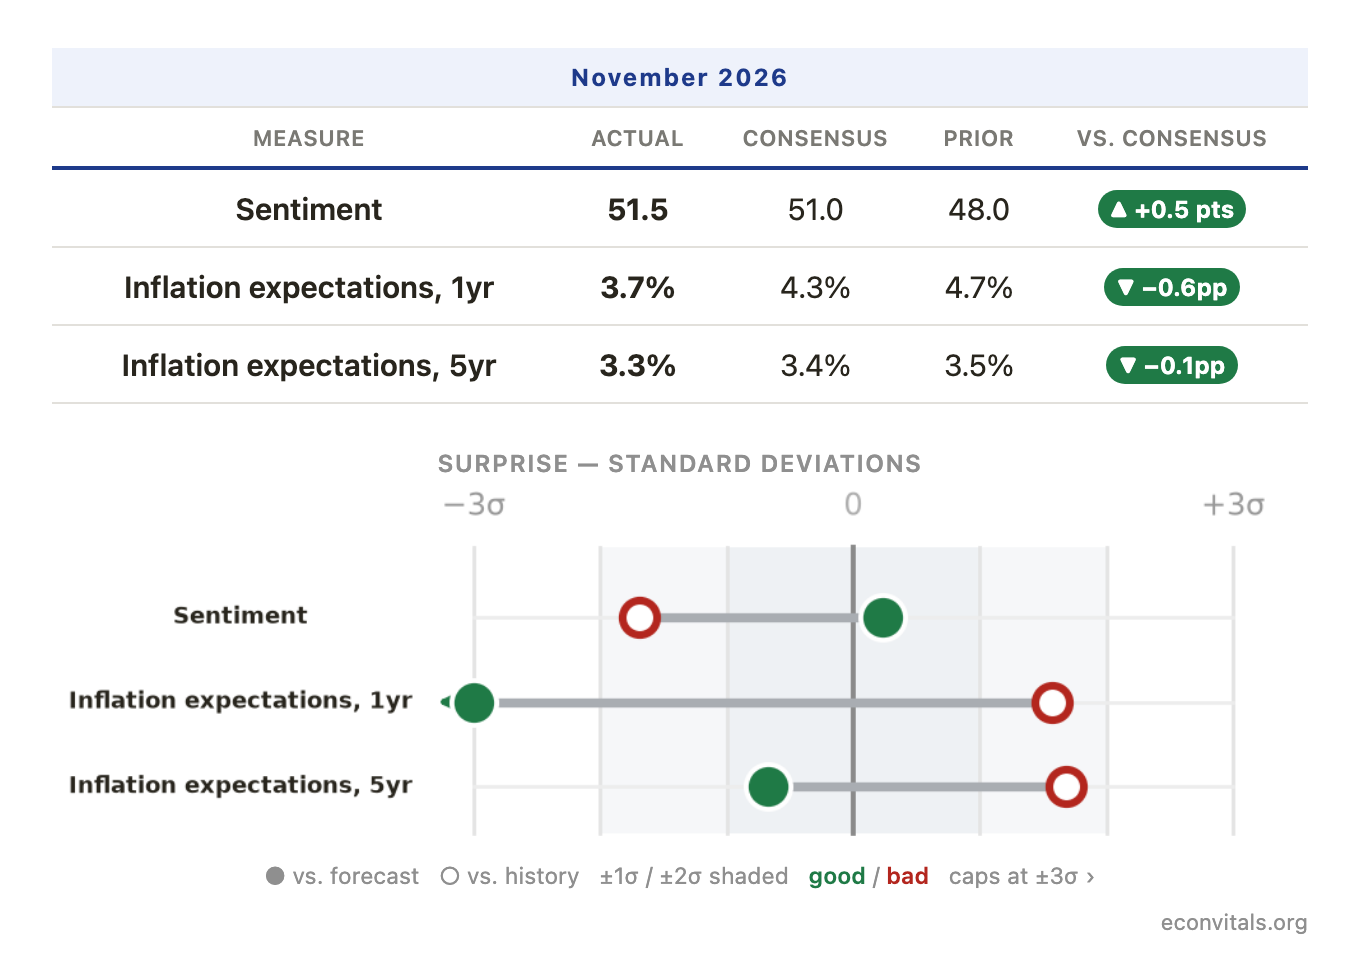 November 2026
MEASURE ACTUAL CONSENSUS PRIOR VS. CONSENSUS
Sentiment 51.5 51.0 48.0 ▲ +0.5 pts
Inflation expectations, 1yr 3.7% 4.3% 4.7% ▼ −0.6pp
Inflation expectations, 5yr 3.3% 3.4% 3.5% ▼ −0.1pp
SURPRISE — STANDARD DEVIATIONS
−3σ 0 +3σ
Sentiment
Inflation expectations, 1yr
Inflation expectations, 5yr
● vs. forecast ○ vs. history ±1σ / ±2σ shaded good / bad caps at ±3σ ›
econvitals.org